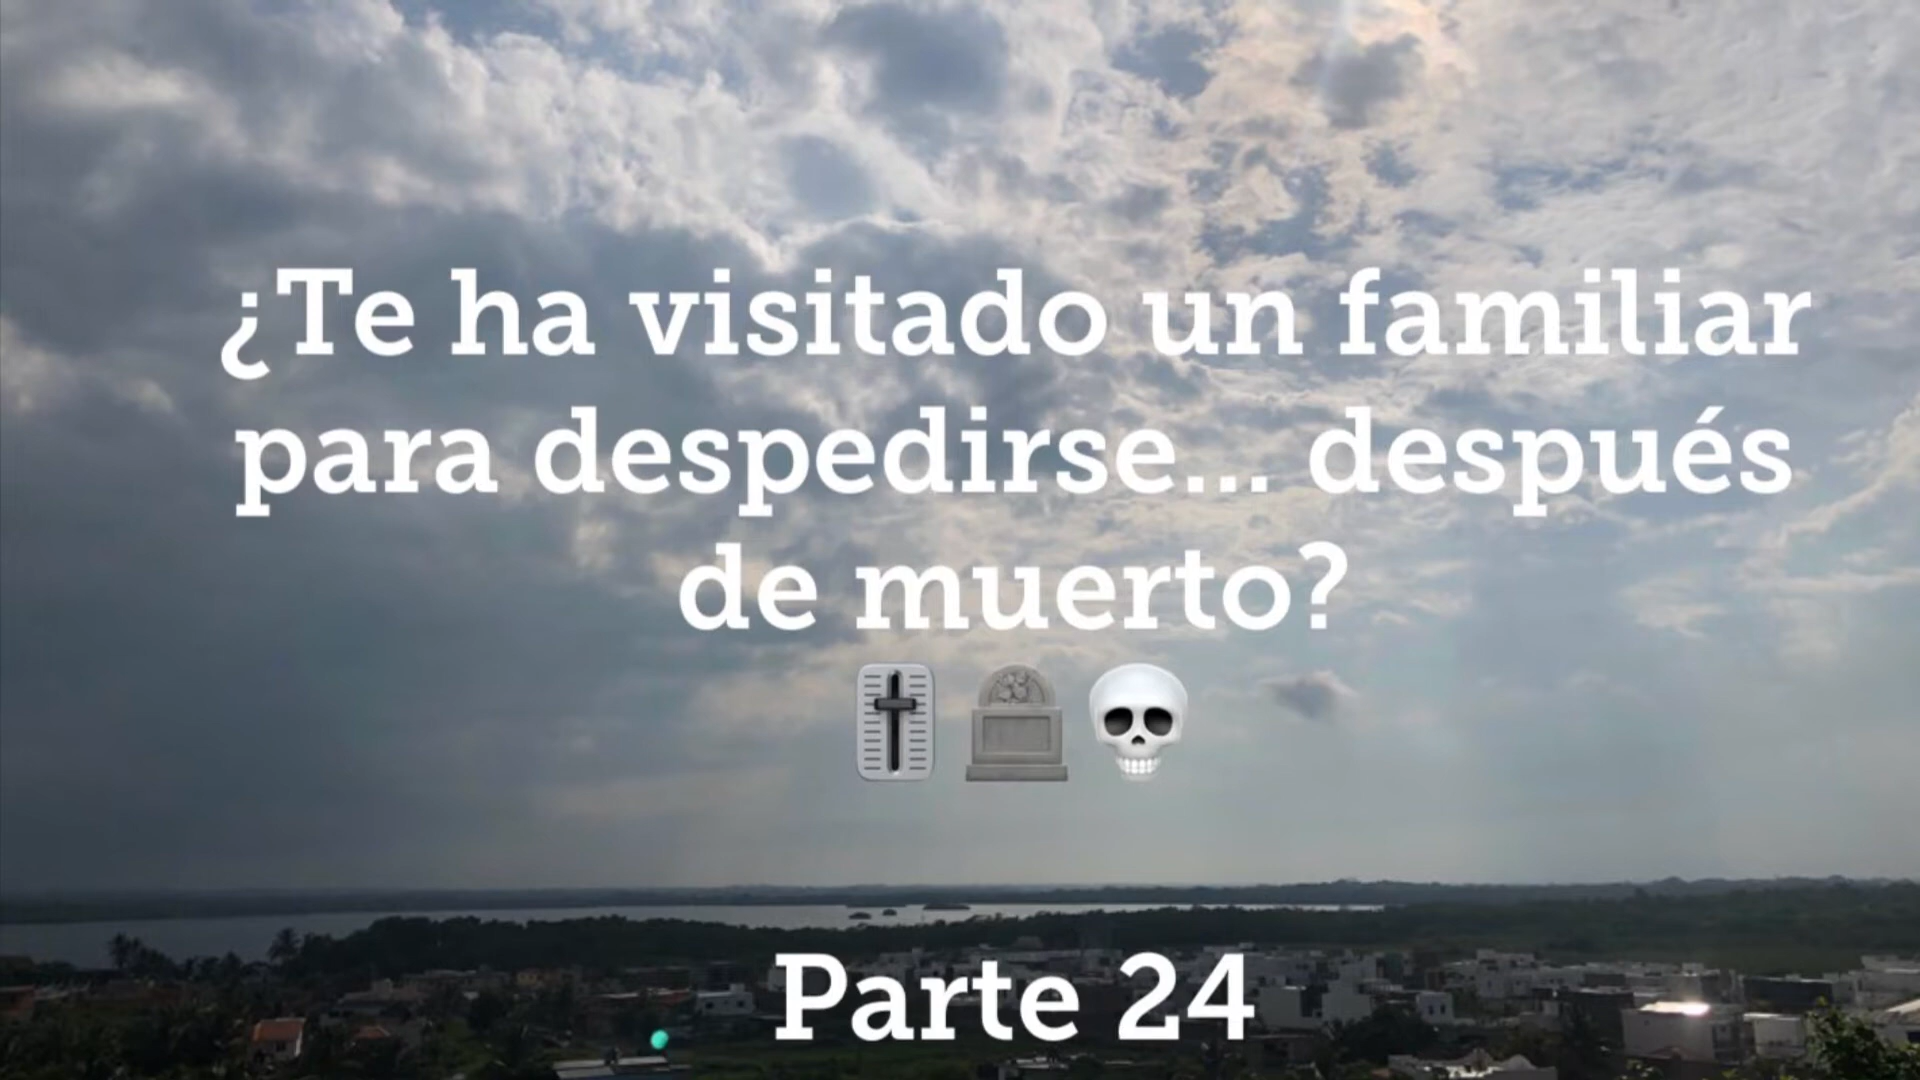 ¿Te ha visitado un familiar
para despedirse... después
de muerto?
🎚🪦💀
Parte 24